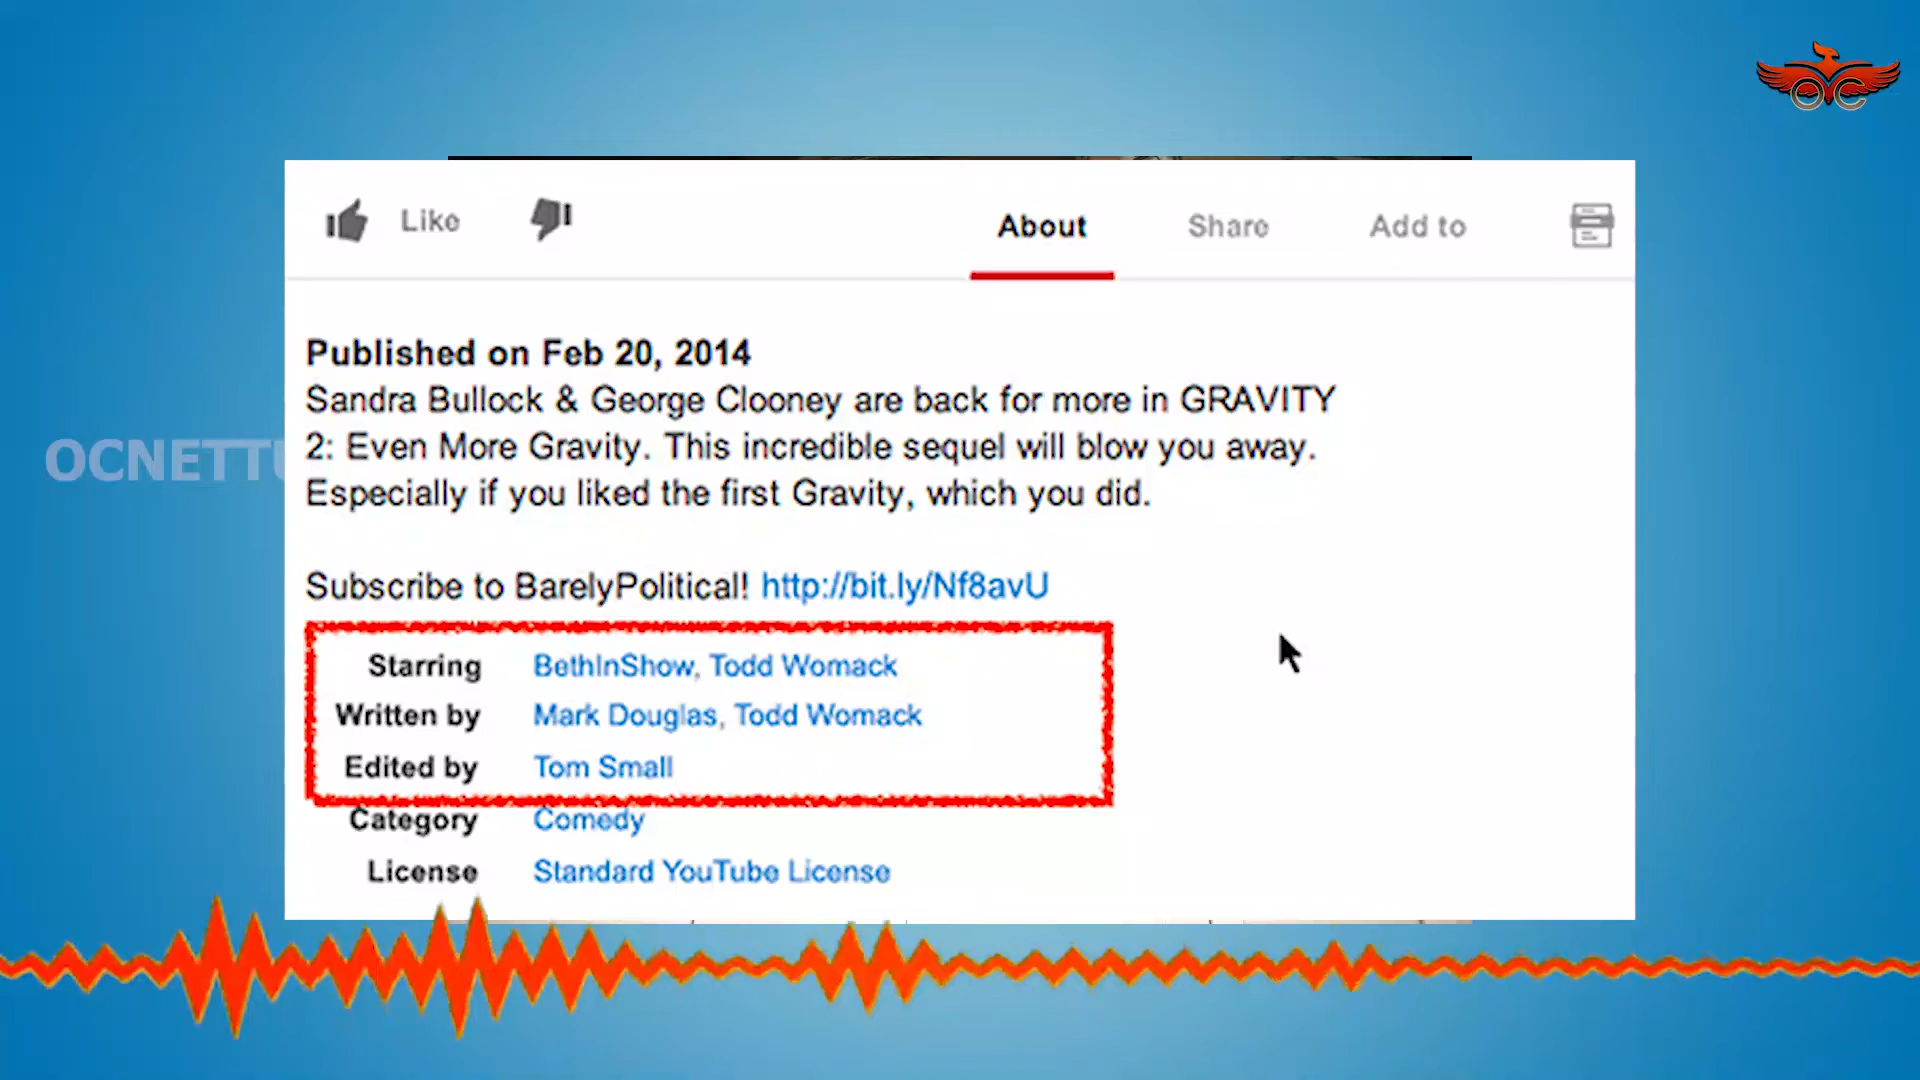 OC
Like
About
Share
Add to
Published on Feb 20, 2014
Sandra Bullock & George Clooney are back for more in GRAVITY
2: Even More Gravity. This incredible sequel will blow you away.
Especially if you liked the first Gravity, which you did.
OCNETTU
Subscribe to BarelyPolitical! http://bit.ly/Nf8avU
Starring BethInShow, Todd Womack
Written by Mark Douglas, Todd Womack
Edited by Tom Small
Category Comedy
License Standard YouTube License